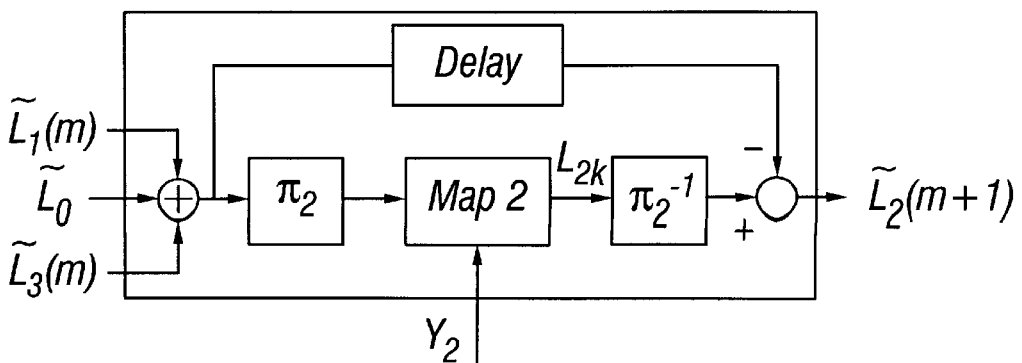 Delay
L̃₁(m)
L̃₀
L̃₃(m)
+
π₂
Map 2
L₂ₖ
π₂⁻¹
−
+
L̃₂(m+1)
Y₂